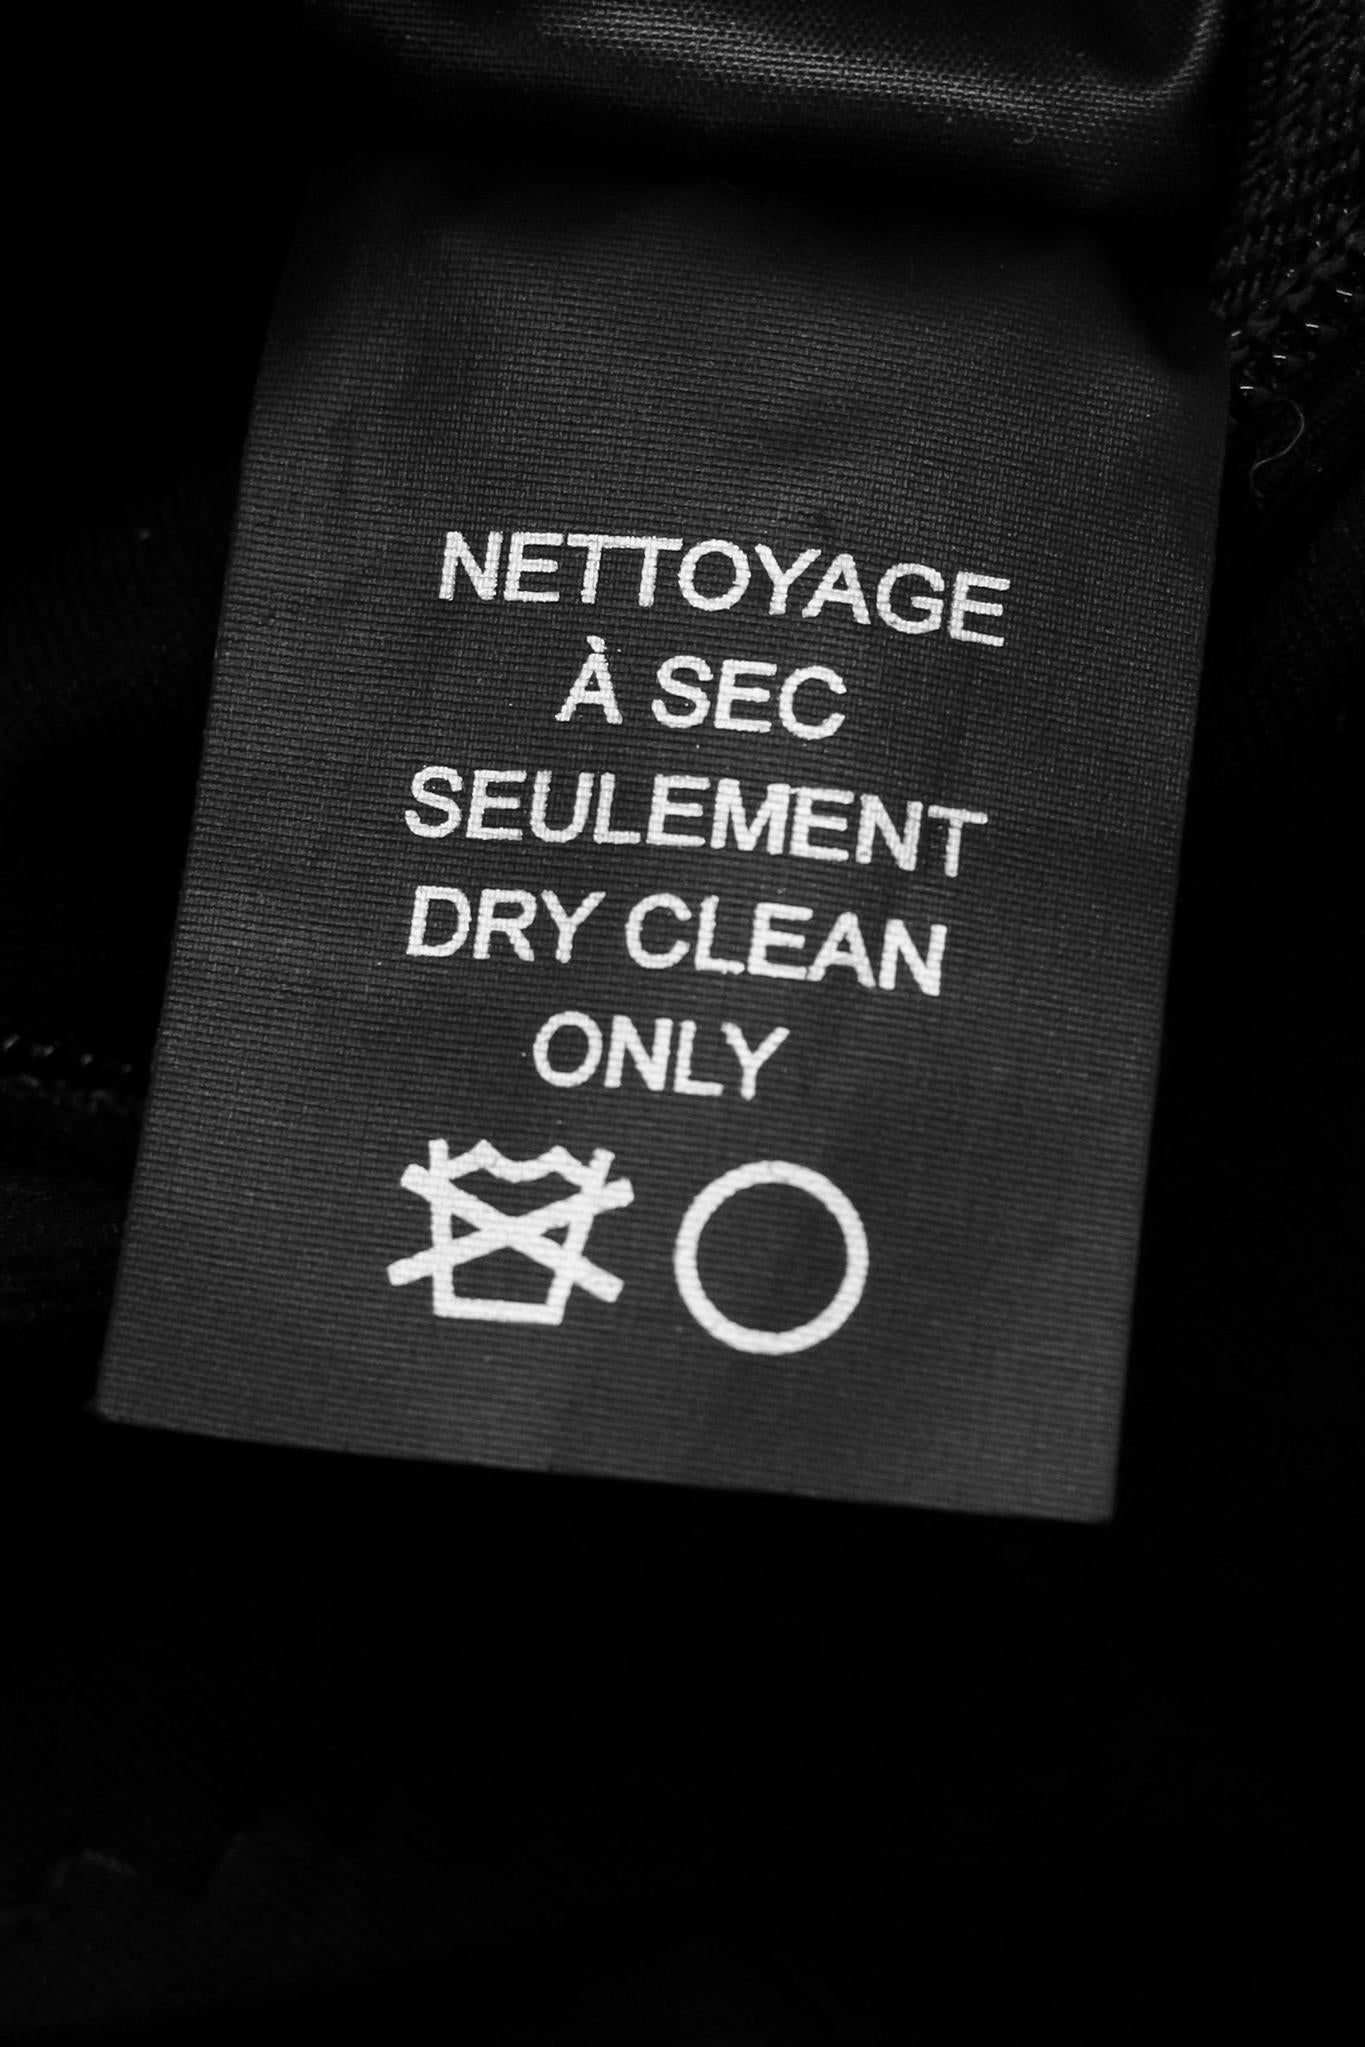 NETTOYAGE
À SEC
SEULEMENT
DRY CLEAN
ONLY